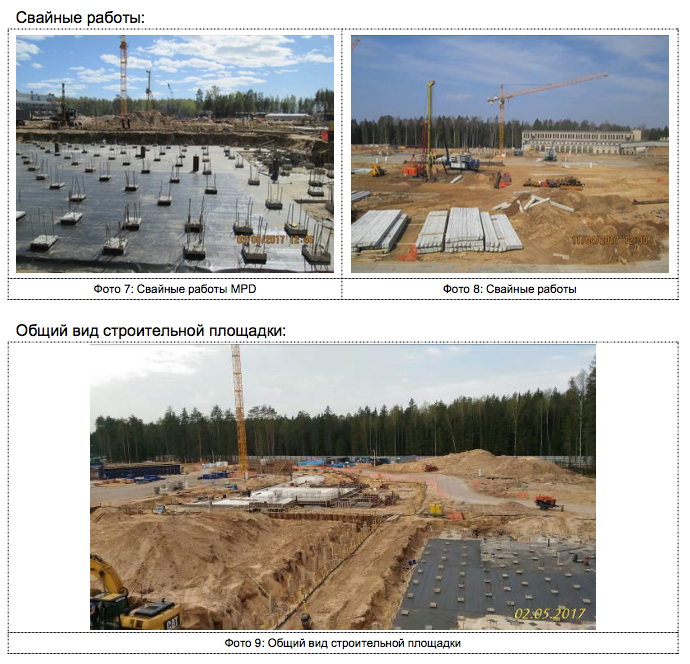 Свайные работы:
Фото 7: Свайные работы MPD
Фото 8: Свайные работы
Общий вид строительной площадки:
CAT
02.05.2017
Фото 9: Общий вид строительной площадки